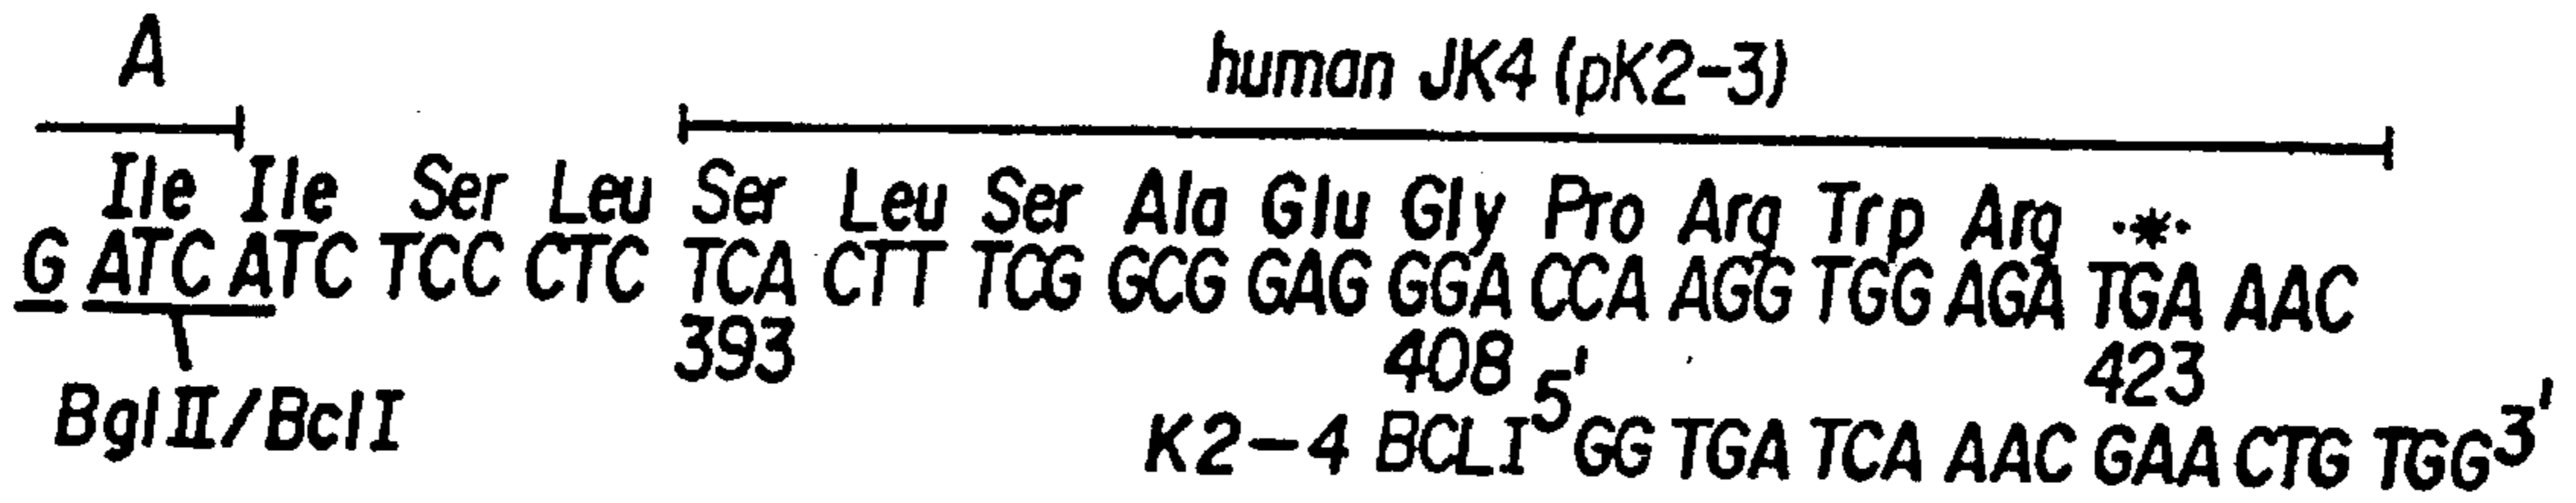 A
human JK4 (pK2-3)
Ile Ile Ser Leu Ser Leu Ser Ala Glu Gly Pro Arg Trp Arg ·*·
G ATC ATC TCC CTC TCA CTT TCG GCG GAG GGA CCA AGG TGG AGA TGA AAC
393 408 423
BglII/BclI
K2-4 BCLI 5' GG TGA TCA AAC GAA CTG TGG 3'